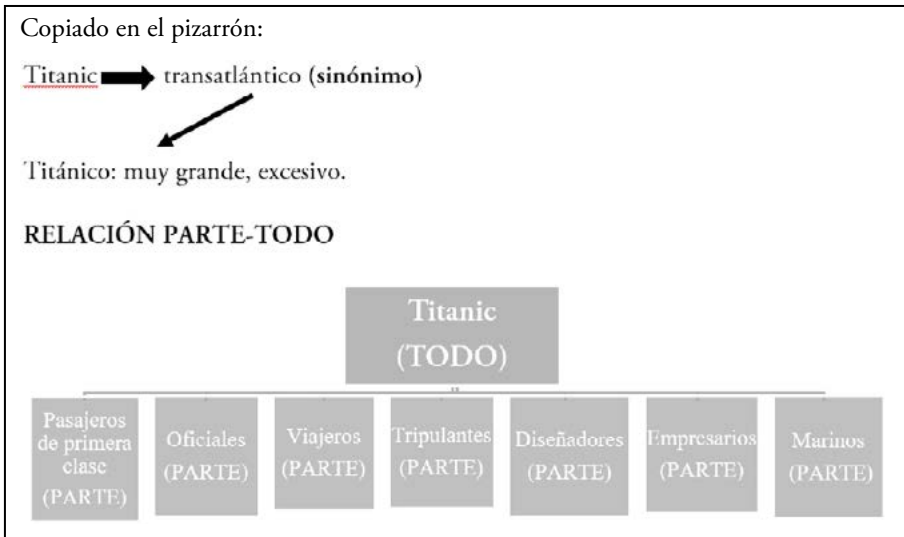 Copiado en el pizarrón:
Titanic transatlántico (sinónimo)
Titánico: muy grande, excesivo.
RELACIÓN PARTE-TODO
Titanic
(TODO)
Pasajeros
de primera
clase
(PARTE)
Oficiales
(PARTE)
Viajeros
(PARTE)
Tripulantes
(PARTE)
Diseñadores
(PARTE)
Empresarios
(PARTE)
Marinos
(PARTE)